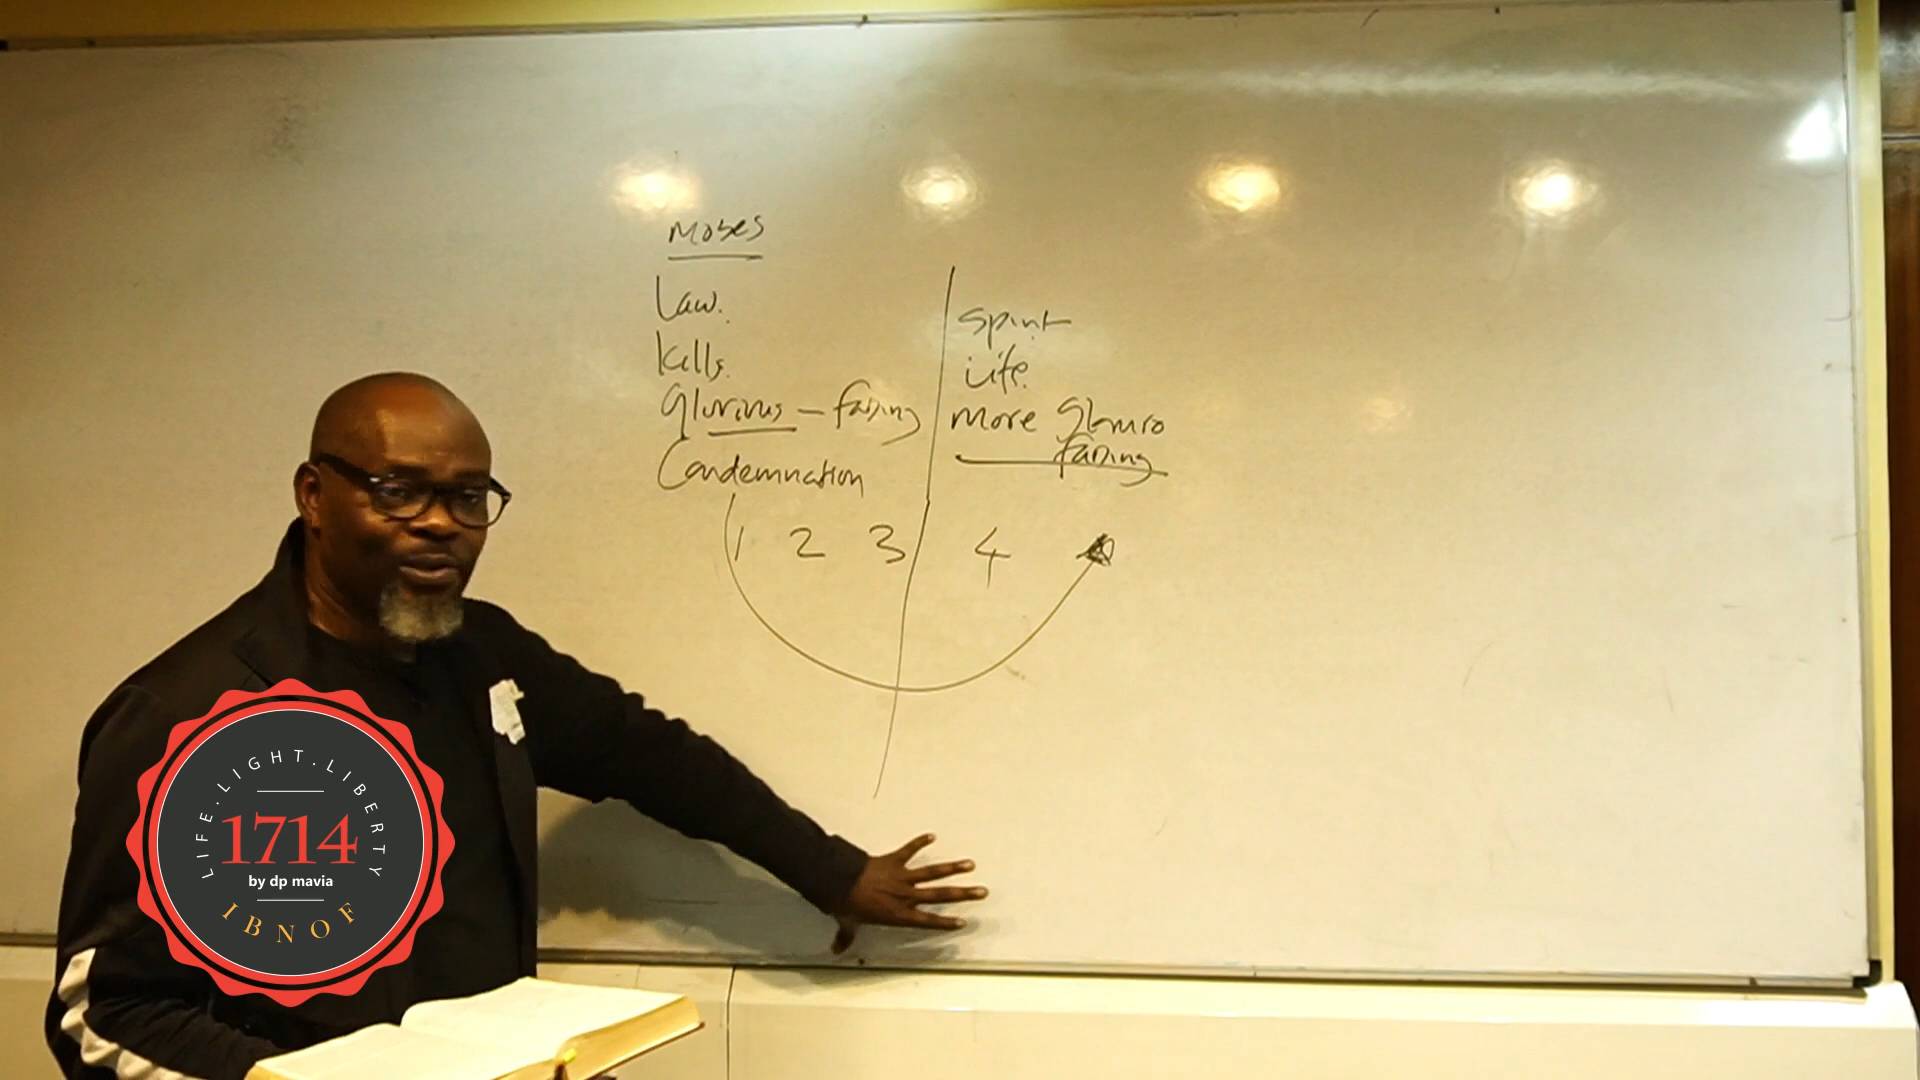 Moses
Law.
Kills.
Glorious – fading
Condemnation
Spirit
Life.
more Glorious
fading
1 2 3 4
LIFE.LIGHT.LIBERTY
1714
by dp mavia
IBNOF